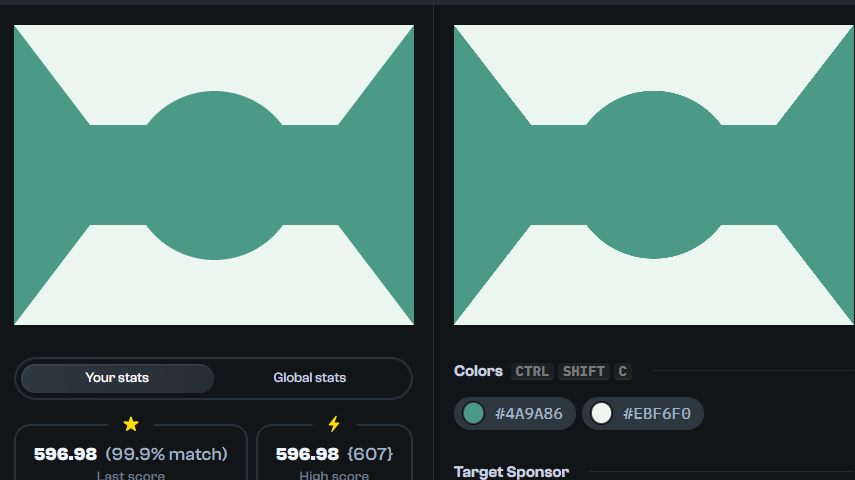 Your stats
Global stats
596.98 (99.9% match)
Last score
596.98 {607}
High score
Colors CTRL SHIFT C
#4A9A86
#EBF6F0
Target Sponsor